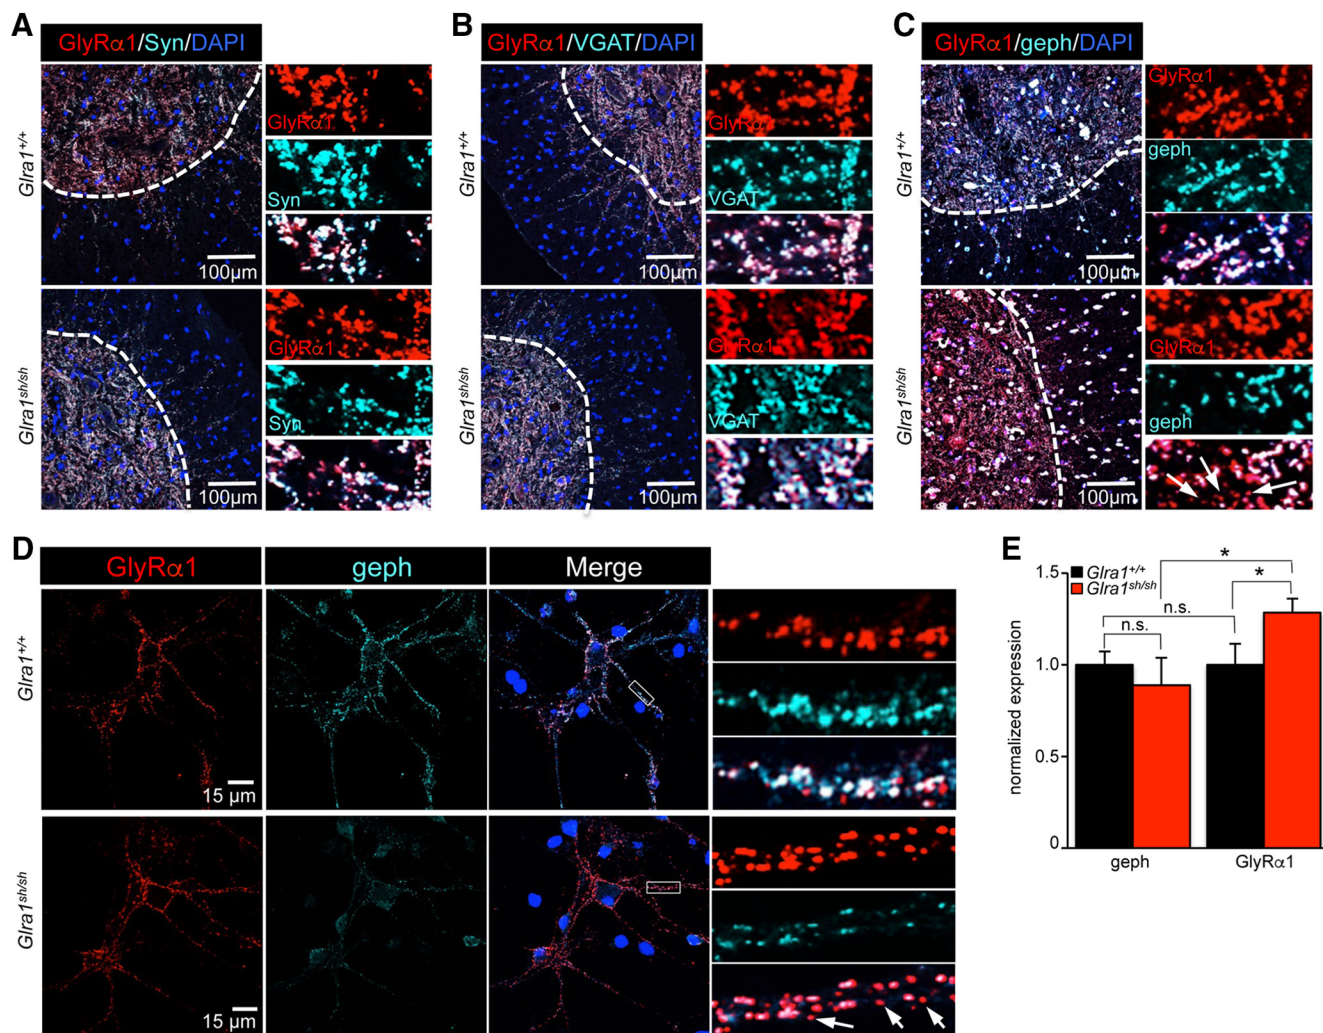 A
GlyRα1/Syn/DAPI
Glra1+/+
100µm
GlyRα1
Syn
Glra1sh/sh
100µm
GlyRα1
Syn
B
GlyRα1/VGAT/DAPI
Glra1+/+
100µm
GlyRα1
VGAT
Glra1sh/sh
100µm
GlyRα1
VGAT
C
GlyRα1/geph/DAPI
Glra1+/+
100µm
GlyRα1
geph
Glra1sh/sh
100µm
GlyRα1
geph
D
GlyRα1
geph
Merge
Glra1+/+
15 µm
Glra1sh/sh
15 µm
15 µm
E
normalized expression
1.5
1.0
0.5
0
Glra1+/+
Glra1sh/sh
*
*
n.s.
n.s.
geph
GlyRα1